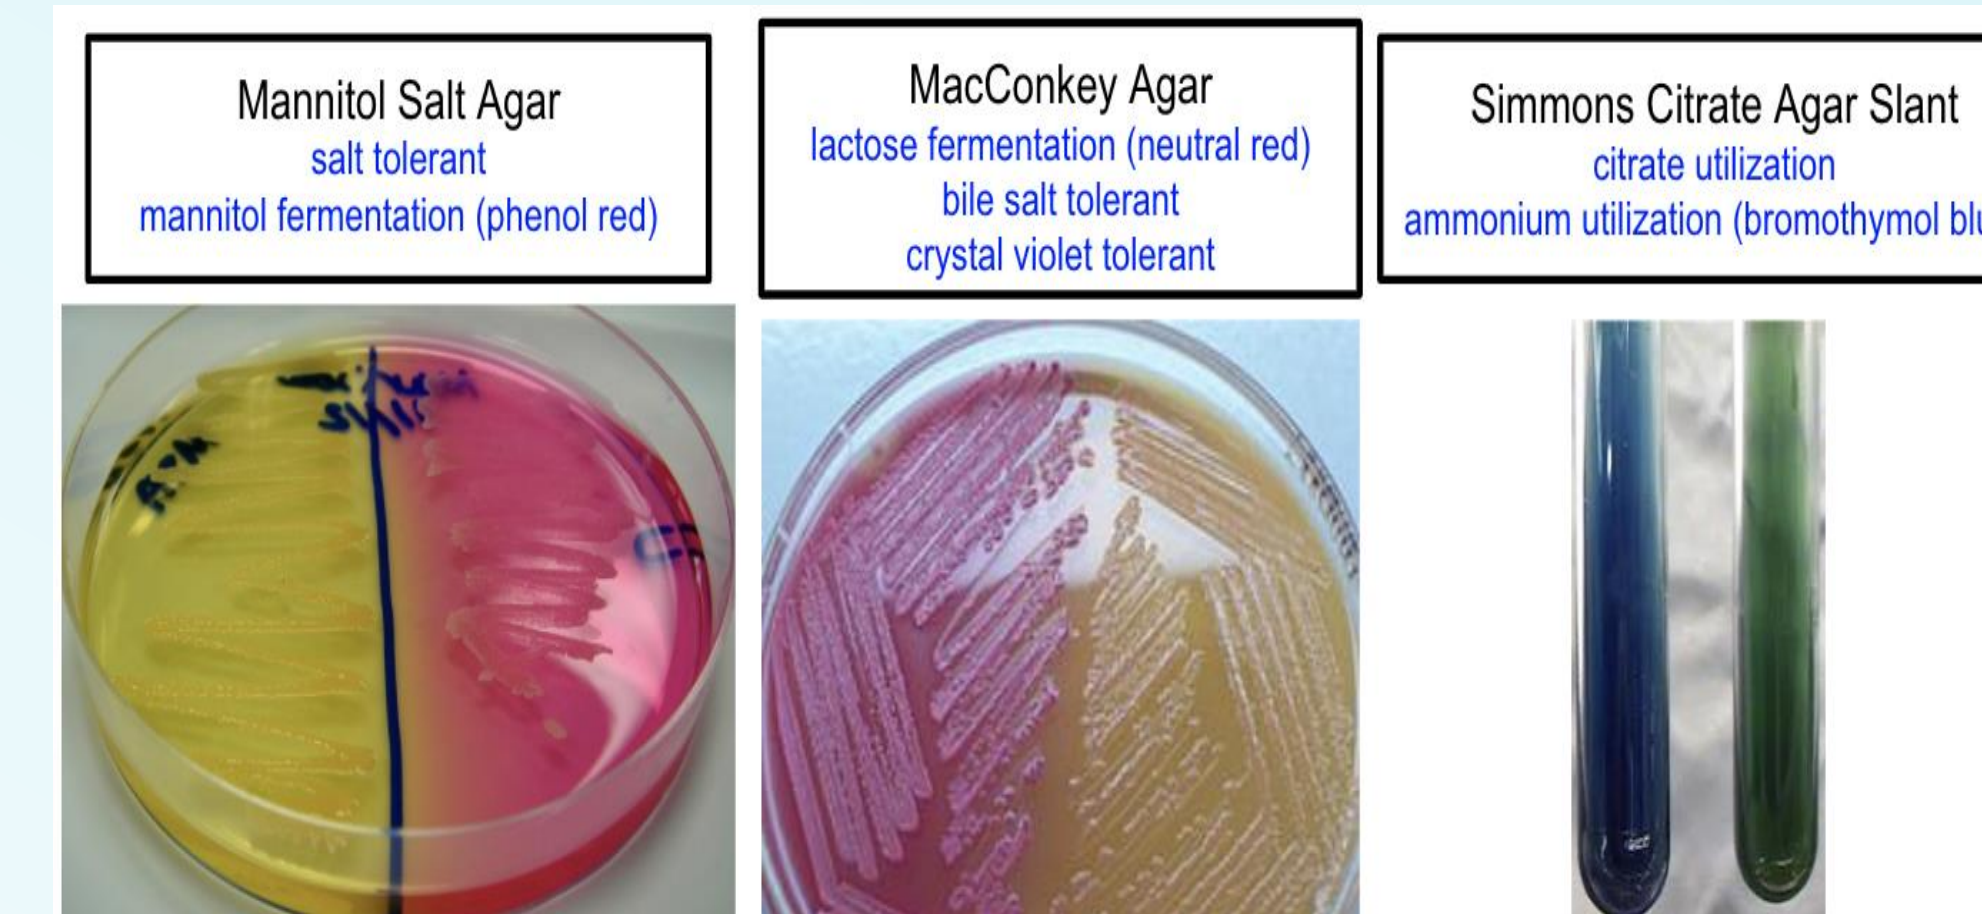 Mannitol Salt Agar
salt tolerant
mannitol fermentation (phenol red)
MacConkey Agar
lactose fermentation (neutral red)
bile salt tolerant
crystal violet tolerant
Simmons Citrate Agar Slant
citrate utilization
ammonium utilization (bromothymol